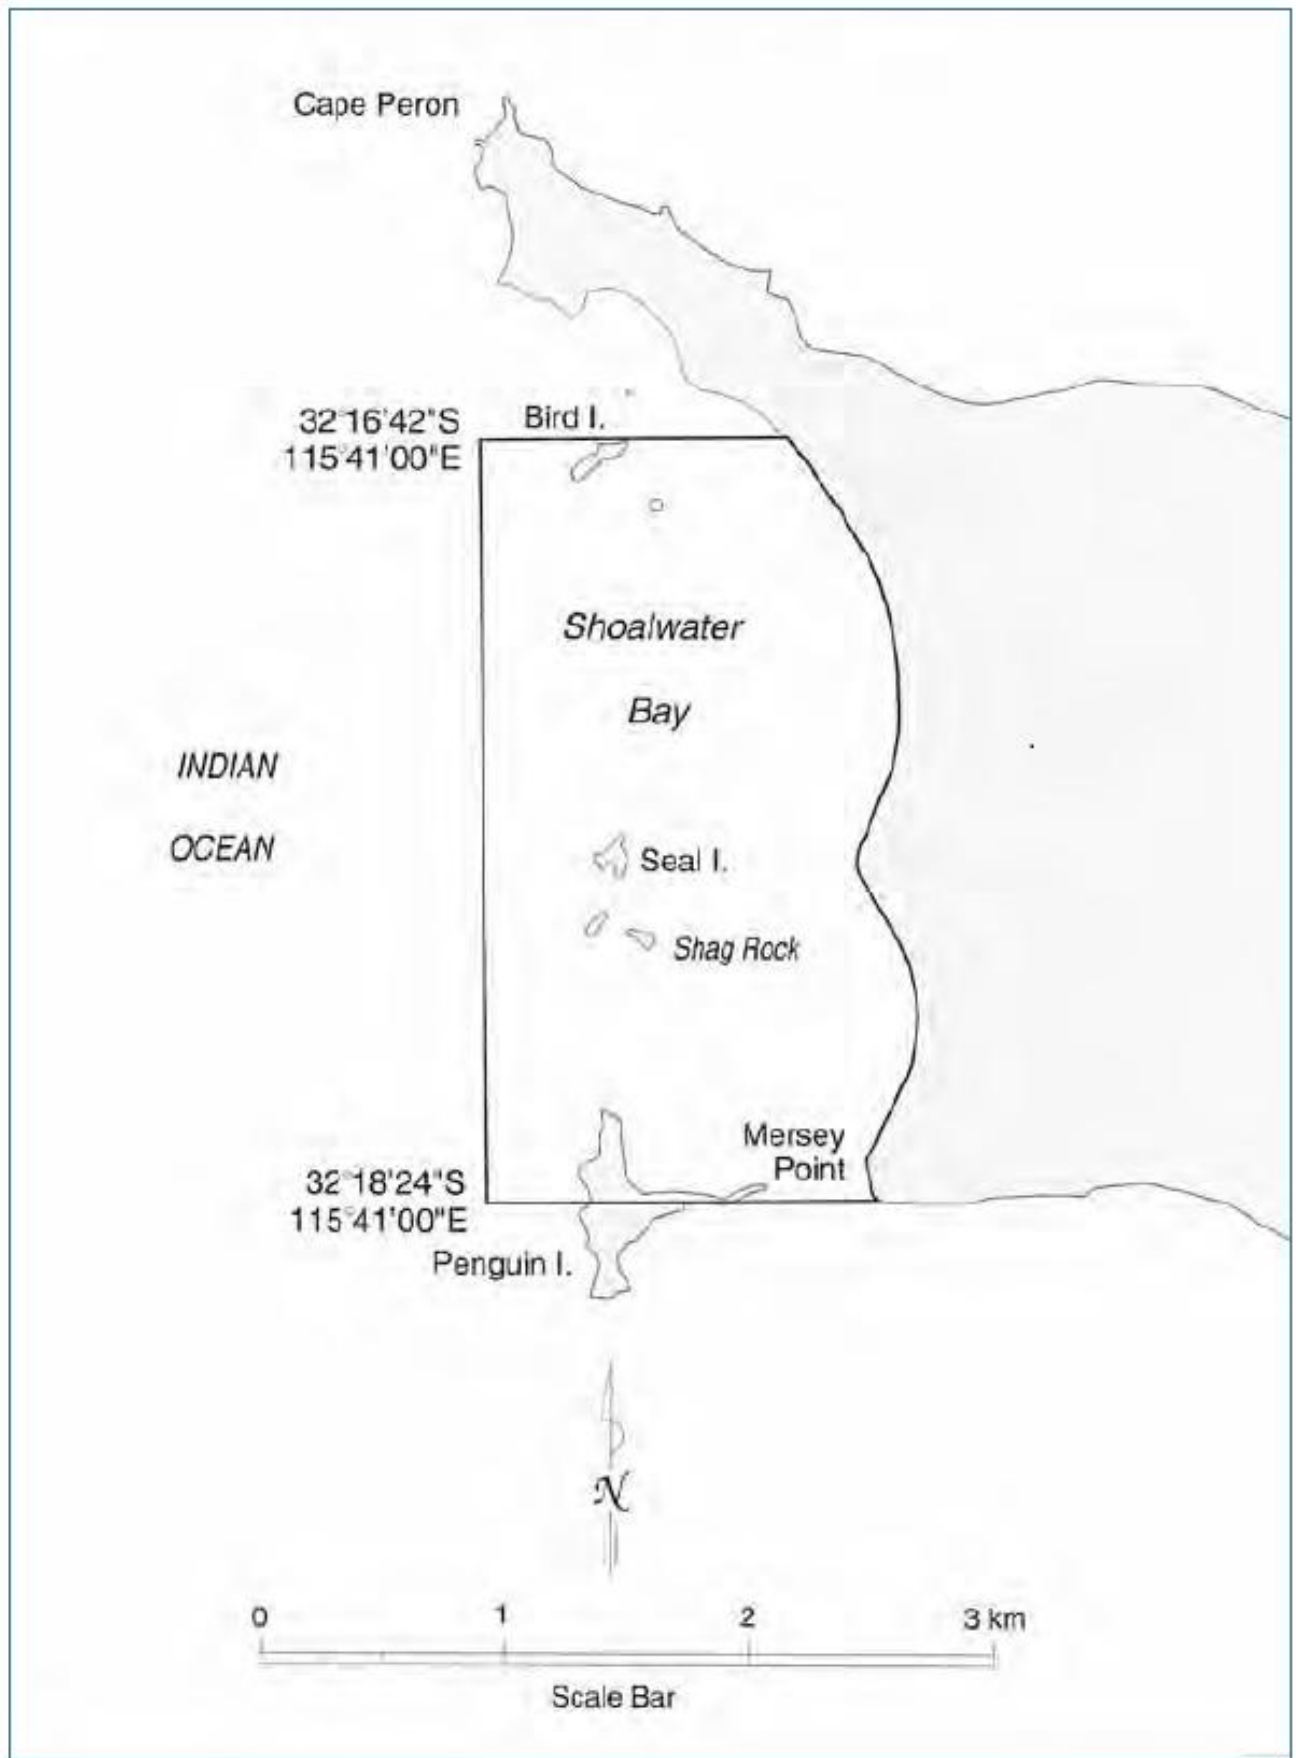 Cape Peron
32°16'42"S
115°41'00"E
Bird I.
Shoalwater
Bay
INDIAN
OCEAN
Seal I.
Shag Rock
Mersey
Point
32°18'24"S
115°41'00"E
Penguin I.
N
0 1 2 3 km
Scale Bar